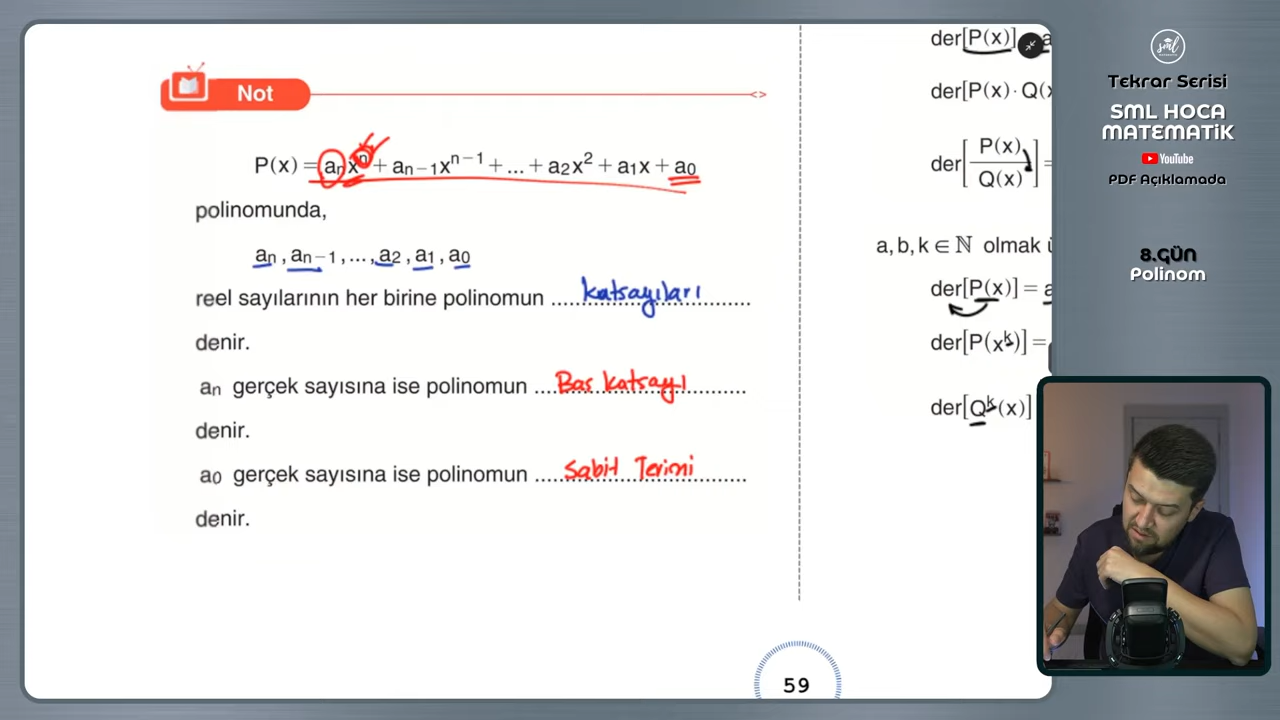 Not
P(x) = aₙxⁿ + aₙ₋₁xⁿ⁻¹ + ... + a₂x² + a₁x + a₀
polinomunda,
aₙ , aₙ₋₁ , ... , a₂ , a₁ , a₀
reel sayılarının her birine polinomun ........ katsayıları ........
denir.
aₙ gerçek sayısına ise polinomun .... Bas katsayı ........
denir.
a₀ gerçek sayısına ise polinomun .... Sabit Terimi ........
denir.
59
der[P(x)]
der[P(x) · Q(x
der[P(x) / Q(x)] =
a, b, k ∈ ℕ olmak ü
der[P(x)] = a
der[P(xᵏ)] =
der[Qᵏ(x)]
sml
Tekrar Serisi
SML HOCA
MATEMATİK
YouTube
PDF Açıklamada
8.GÜN
Polinom